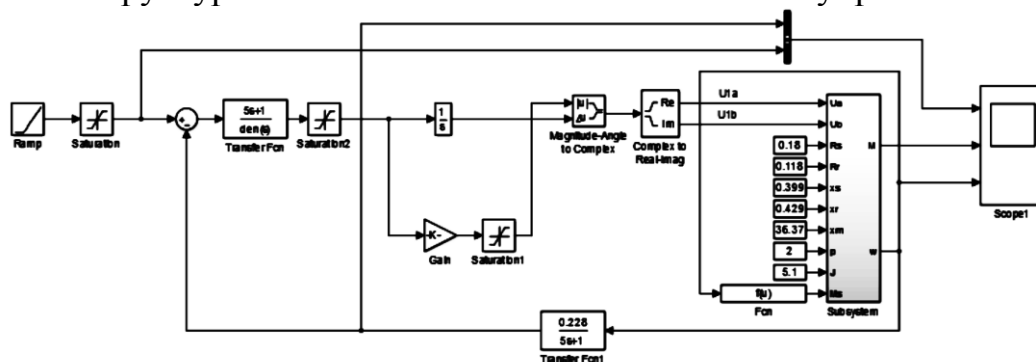 Ramp
Saturation
+
-
5s+1
den(s)
Transfer Fcn
Saturation2
1
s
-K-
Gain
Saturation1
|u|
Magnitude-Angle
to Complex
Re
Im
Complex to
Real-Imag
U1a
U1b
0.18
0.118
0.399
0.429
36.37
2
5.1
f(u)
Fcn
Ua
Ub
Rs
Rr
xs
xr
xm
p
J
Ms
M
w
Subsystem
Scope1
0.228
5s+1
Transfer Fcn1